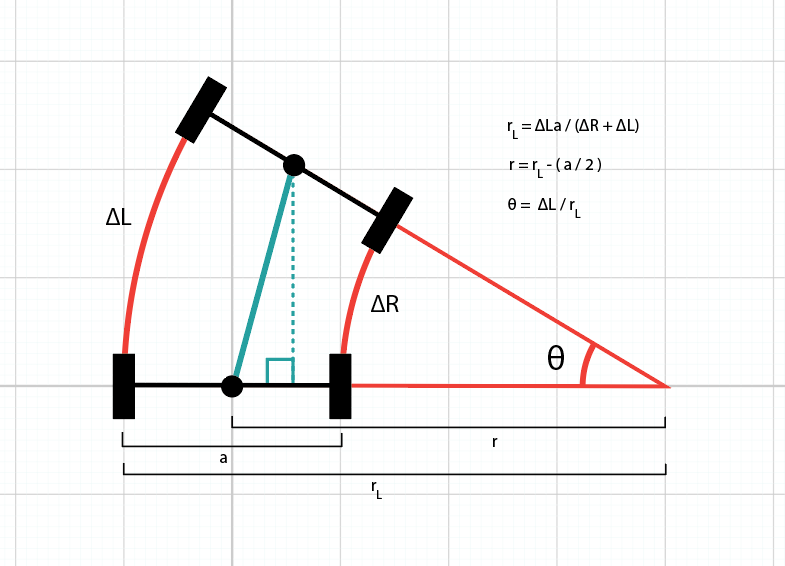 r_L = ΔLa / (ΔR + ΔL)
r = r_L - ( a / 2 )
θ = ΔL / r_L
ΔL
ΔR
θ
r
a
r_L